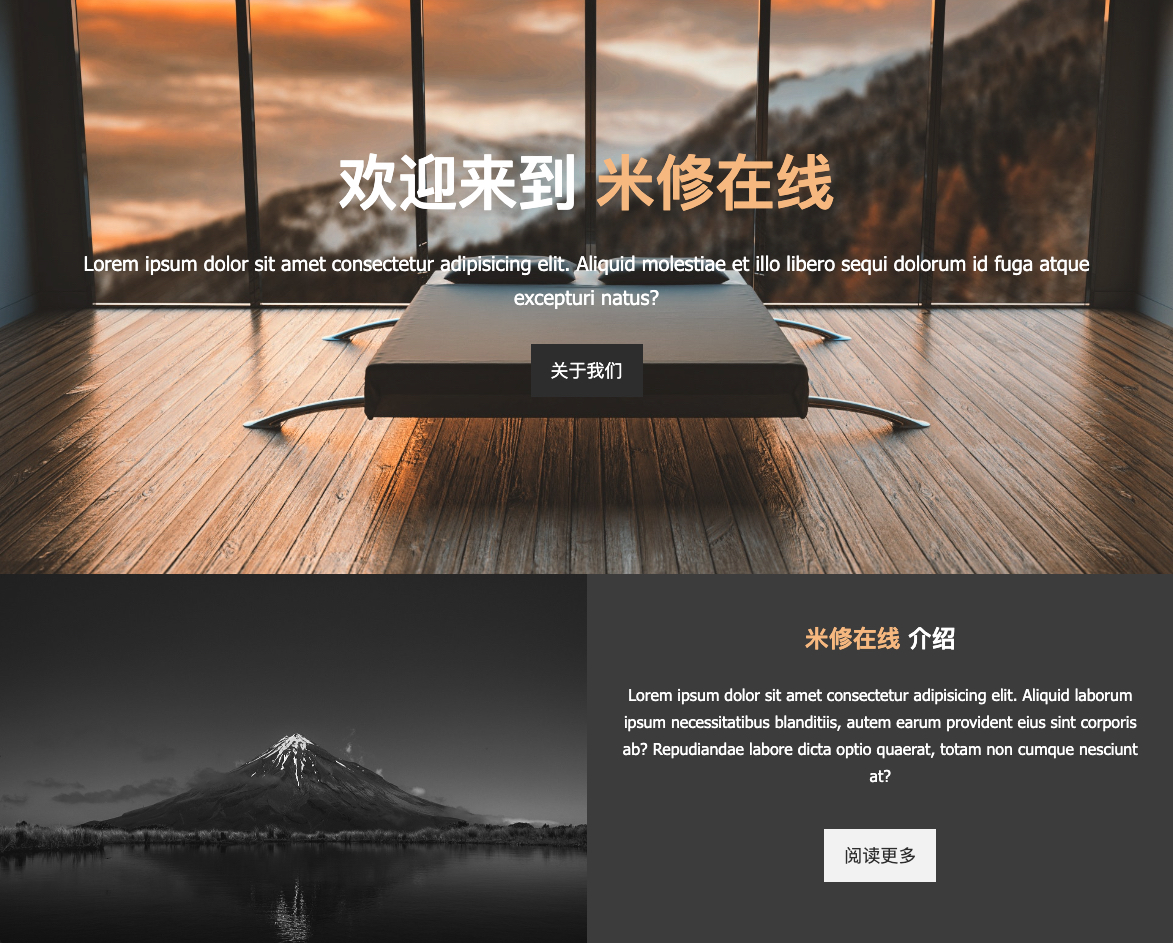 欢迎来到 米修在线
Lorem ipsum dolor sit amet consectetur adipisicing elit. Aliquid molestiae et illo libero sequi dolorum id fuga atque
excepturi natus?
关于我们
米修在线 介绍
Lorem ipsum dolor sit amet consectetur adipisicing elit. Aliquid laborum
ipsum necessitatibus blanditiis, autem earum provident eius sint corporis
ab? Repudiandae labore dicta optio quaerat, totam non cumque nesciunt
at?
阅读更多